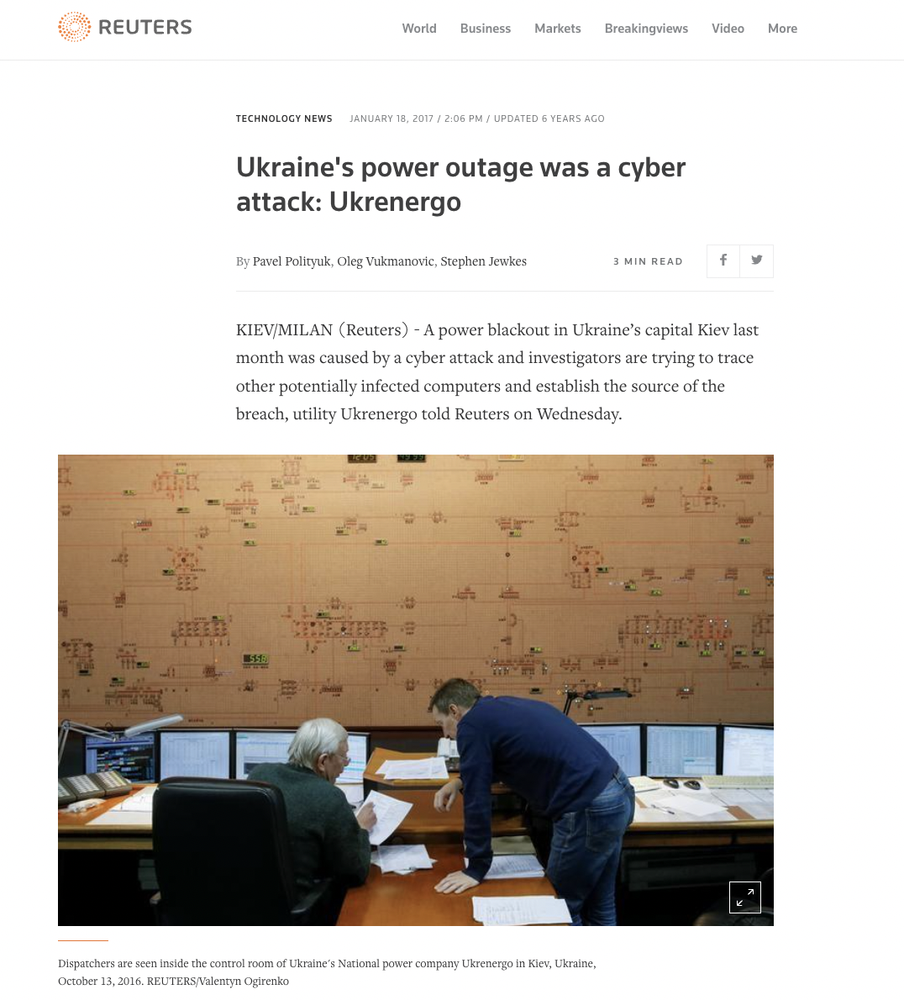 REUTERS
World Business Markets Breakingviews Video More
TECHNOLOGY NEWS JANUARY 18, 2017 / 2:06 PM / UPDATED 6 YEARS AGO
Ukraine's power outage was a cyber
attack: Ukrenergo
By Pavel Polityuk, Oleg Vukmanovic, Stephen Jewkes 3 MIN READ
KIEV/MILAN (Reuters) - A power blackout in Ukraine’s capital Kiev last
month was caused by a cyber attack and investigators are trying to trace
other potentially infected computers and establish the source of the
breach, utility Ukrenergo told Reuters on Wednesday.
558
Dispatchers are seen inside the control room of Ukraine's National power company Ukrenergo in Kiev, Ukraine,
October 13, 2016. REUTERS/Valentyn Ogirenko